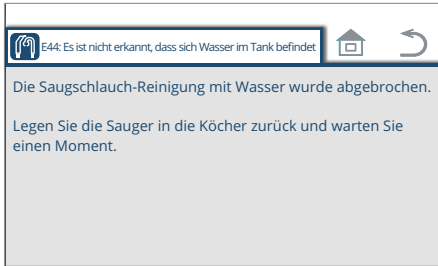 E44: Es ist nicht erkannt, dass sich Wasser im Tank befindet
Die Saugschlauch-Reinigung mit Wasser wurde abgebrochen.
Legen Sie die Sauger in die Köcher zurück und warten Sie
einen Moment.